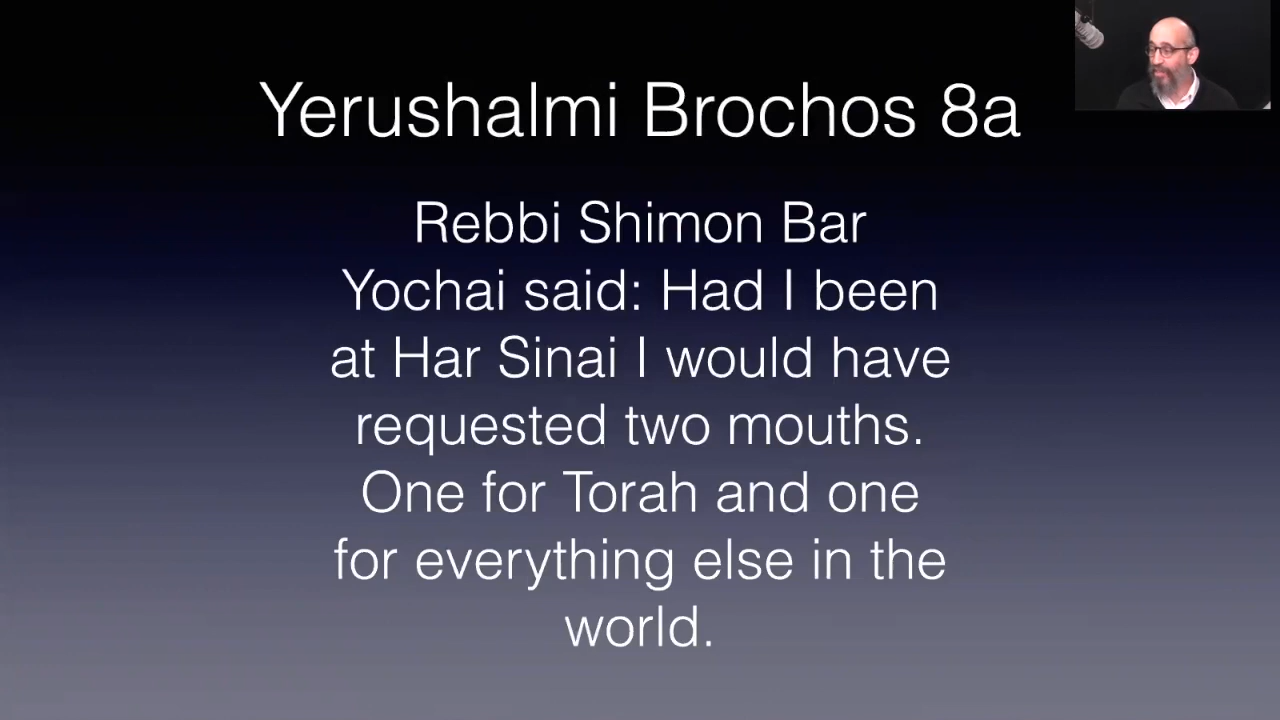 Yerushalmi Brochos 8a
Rebbi Shimon Bar
Yochai said: Had I been
at Har Sinai I would have
requested two mouths.
One for Torah and one
for everything else in the
world.